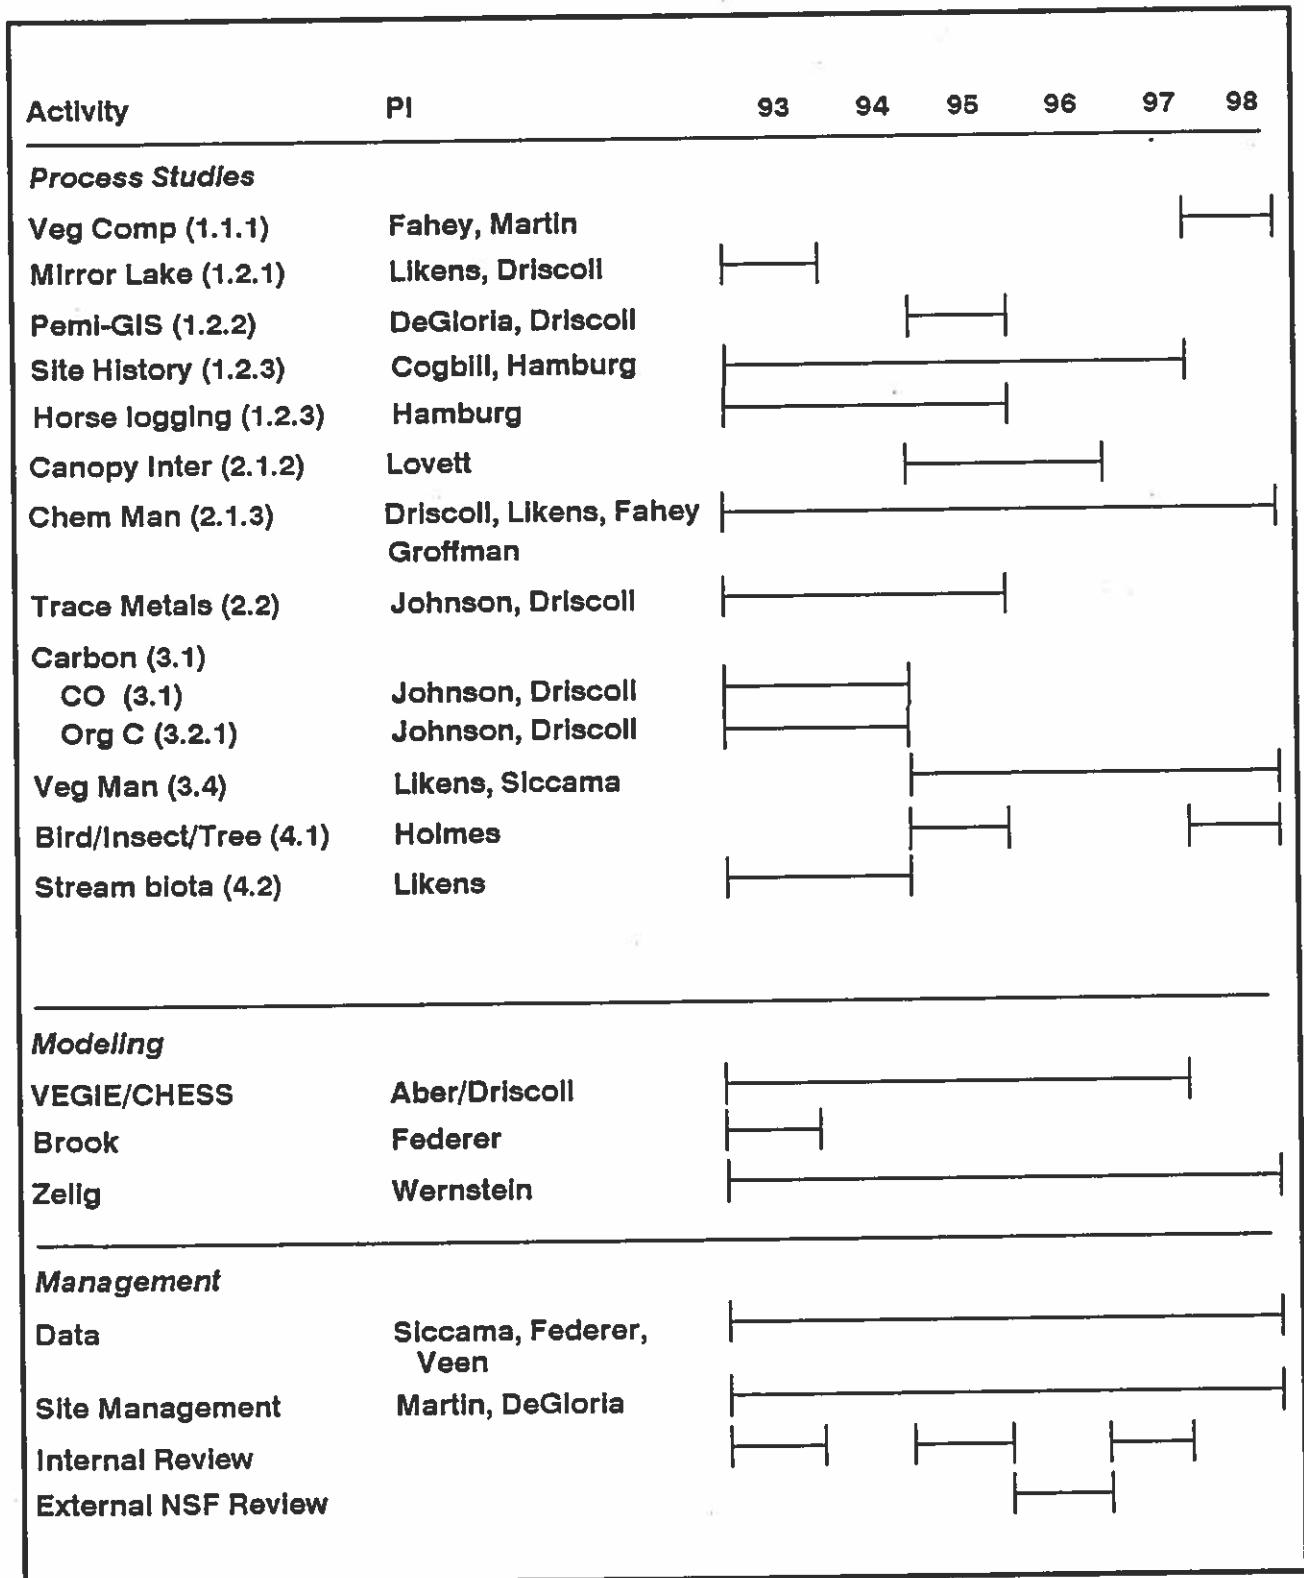 Activity PI 93 94 95 96 97 98
Process Studies
Veg Comp (1.1.1) Fahey, Martin
Mirror Lake (1.2.1) Likens, Driscoll
Pemi-GIS (1.2.2) DeGloria, Driscoll
Site History (1.2.3) Cogbill, Hamburg
Horse logging (1.2.3) Hamburg
Canopy Inter (2.1.2) Lovett
Chem Man (2.1.3) Driscoll, Likens, Fahey
Groffman
Trace Metals (2.2) Johnson, Driscoll
Carbon (3.1)
CO (3.1) Johnson, Driscoll
Org C (3.2.1) Johnson, Driscoll
Veg Man (3.4) Likens, Siccama
Bird/Insect/Tree (4.1) Holmes
Stream biota (4.2) Likens
Modeling
VEGIE/CHESS Aber/Driscoll
Brook Federer
Zelig Wernstein
Management
Data Siccama, Federer,
Veen
Site Management Martin, DeGloria
Internal Review
External NSF Review